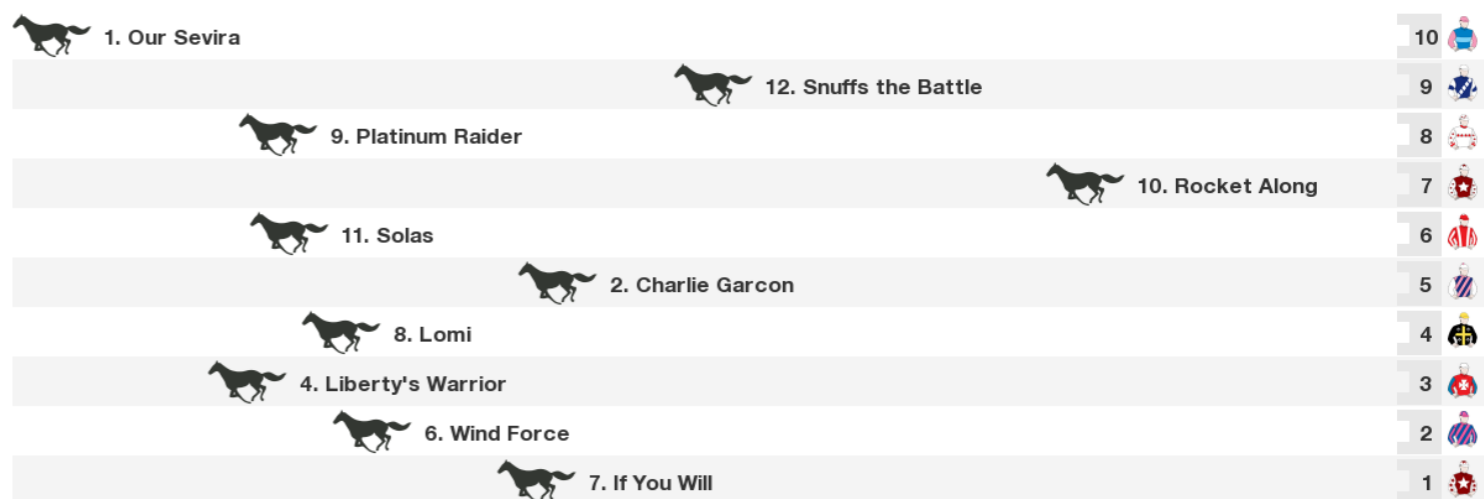 1. Our Sevira 10
12. Snuffs the Battle 9
9. Platinum Raider 8
10. Rocket Along 7
11. Solas 6
2. Charlie Garcon 5
8. Lomi 4
4. Liberty's Warrior 3
6. Wind Force 2
7. If You Will 1